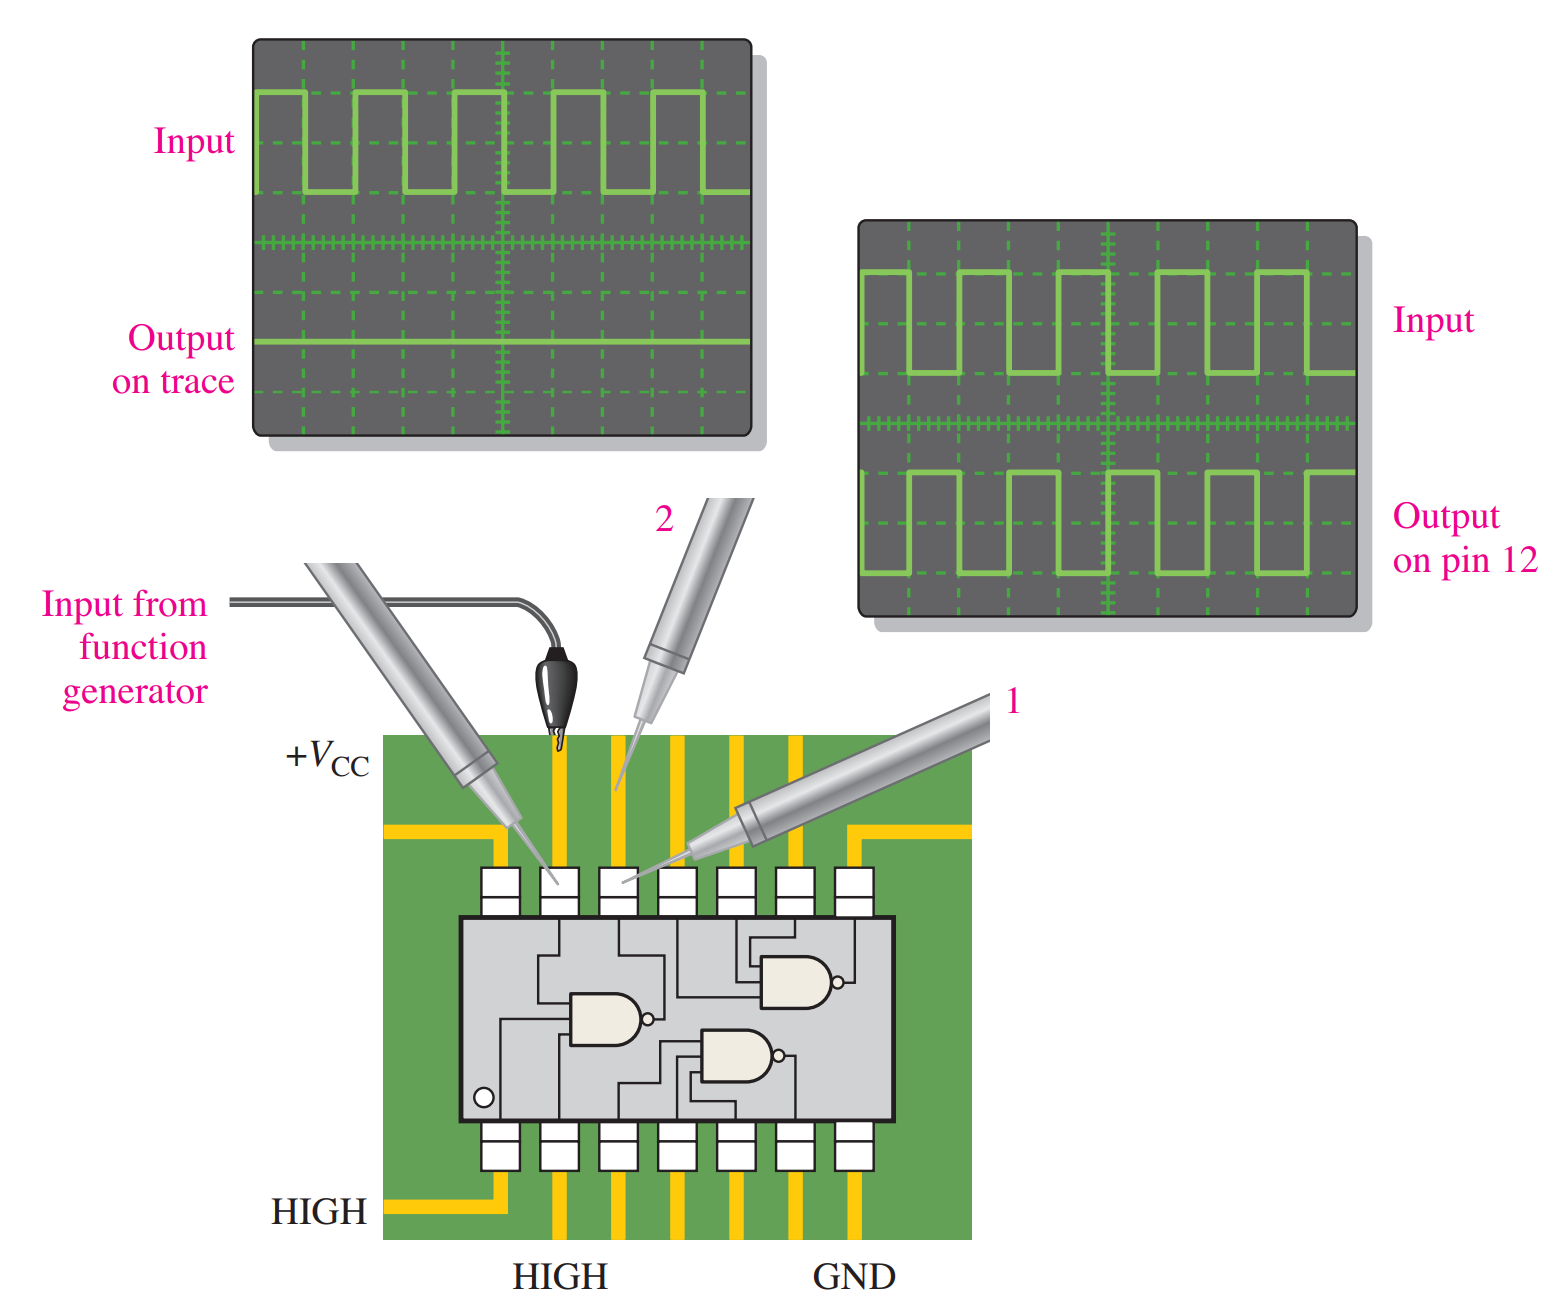 Input
Output
on trace
Input
Output
on pin 12
2
Input from
function
generator
1
+VCC
HIGH
HIGH
GND